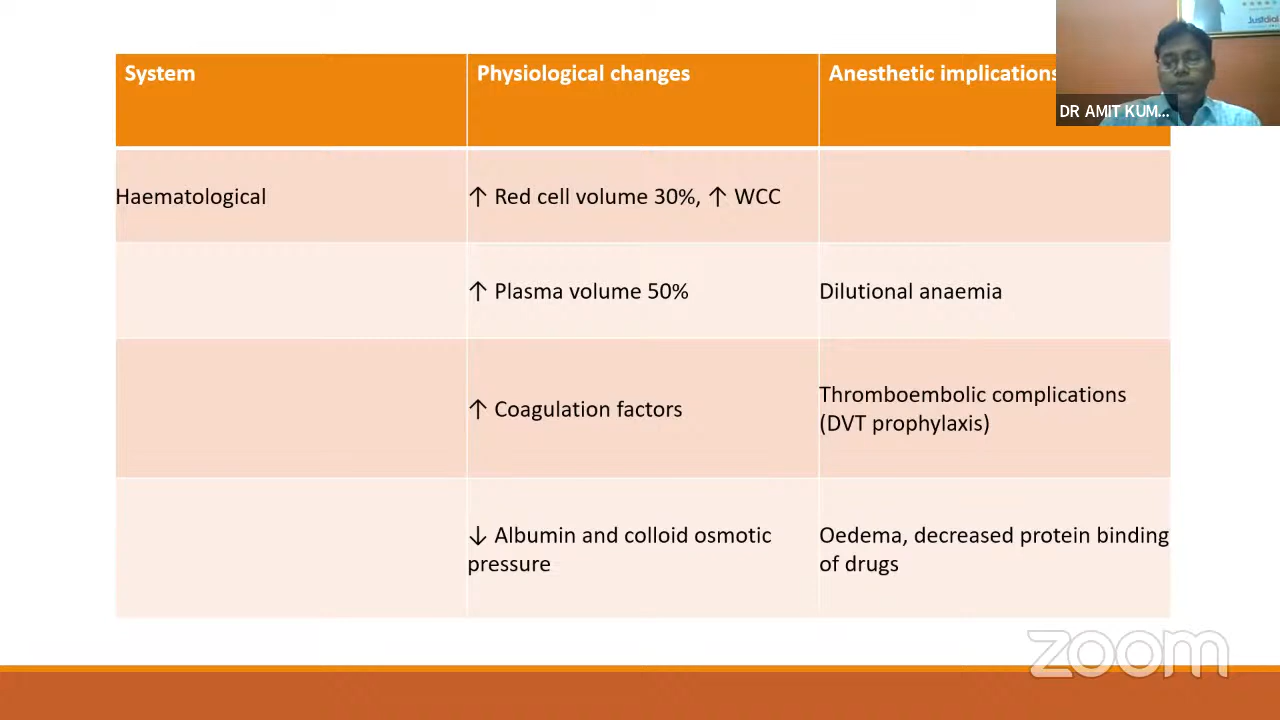 Justdial
DR AMIT KUM...
System
Physiological changes
Anesthetic implications
Haematological
↑ Red cell volume 30%, ↑ WCC
↑ Plasma volume 50%
Dilutional anaemia
↑ Coagulation factors
Thromboembolic complications
(DVT prophylaxis)
↓ Albumin and colloid osmotic
pressure
Oedema, decreased protein binding
of drugs
zoom